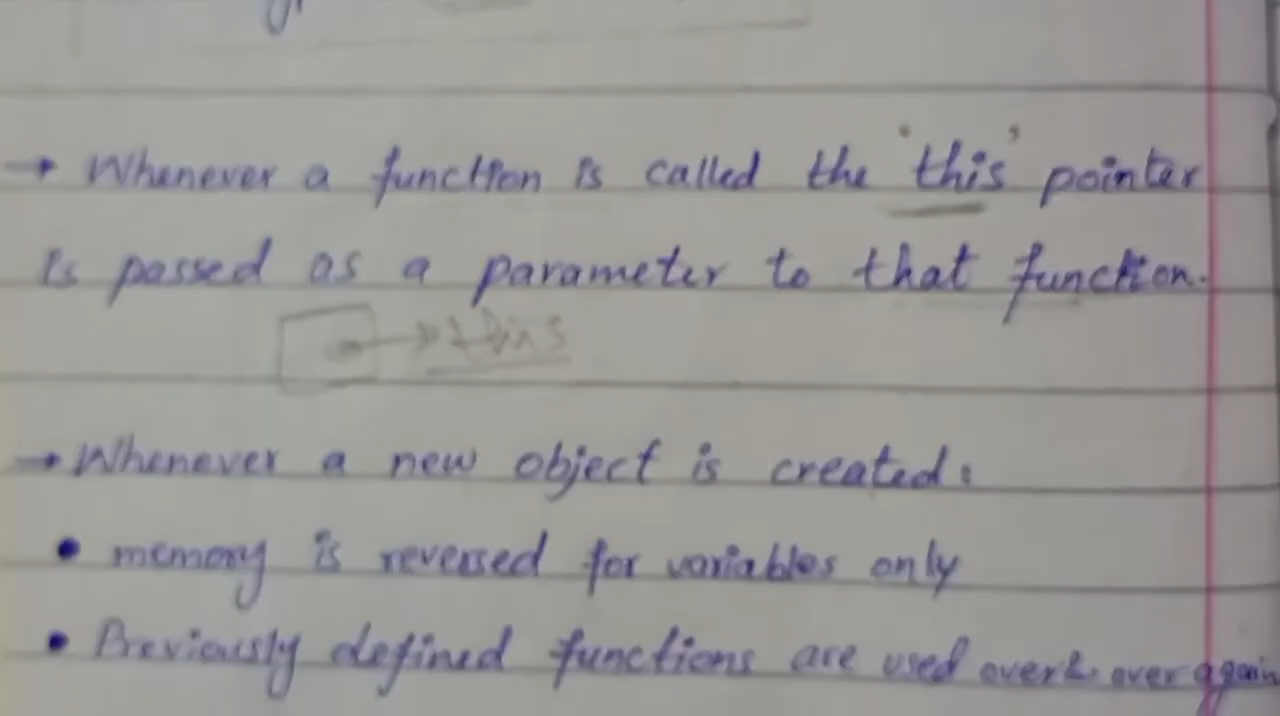 → Whenever a function is called the 'this' pointer
is passed as a parameter to that function.
→ this
→ Whenever a new object is created:
• memory is reversed for variables only
• Previously defined functions are used over & over again